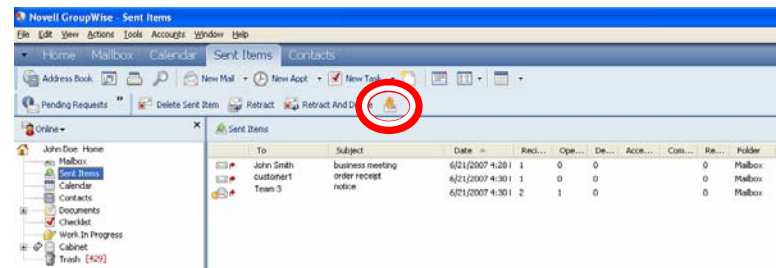 Novell GroupWise - Sent Items
File Edit View Actions Tools Accounts Window Help
Home Mailbox Calendar Sent Items Contacts
Address Book New Mail New Appt New Task
Pending Requests " Delete Sent Item Retract Retract And
Online Sent Items
John Doe Home
Mailbox
Sent Items
Calendar
Contacts
Documents
Checklist
Work In Progress
Cabinet
Trash [429]
To Subject Date Reci... Ope... De... Acce... Com... Re... Folder
John Smith business meeting 6/21/2007 4:28 1 0 0 0 Mailbox
customer1 order receipt 6/21/2007 4:30 1 0 0 0 Mailbox
Team 3 notice 6/21/2007 4:30 2 1 0 0 Mailbox